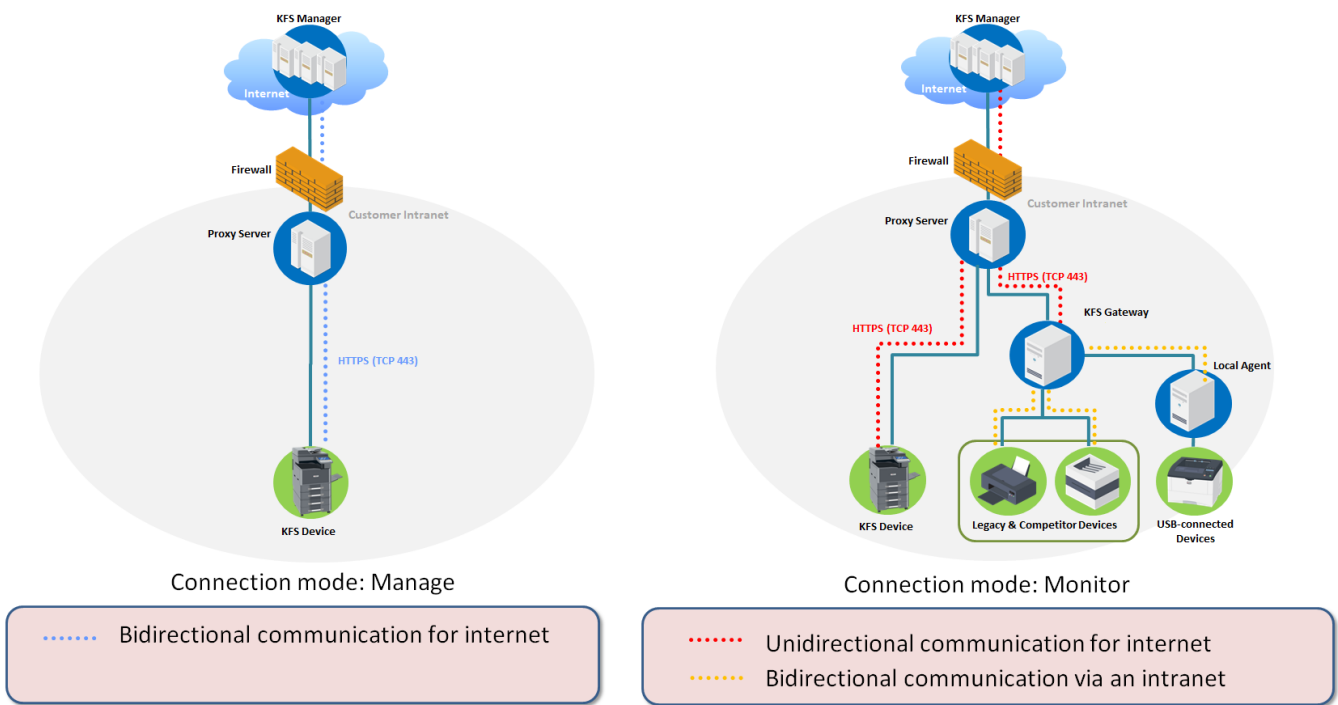 KFS Manager
Internet
Firewall
Customer Intranet
Proxy Server
HTTPS (TCP 443)
KFS Device
Connection mode: Manage
Bidirectional communication for internet
KFS Manager
Internet
Firewall
Customer Intranet
Proxy Server
HTTPS (TCP 443)
KFS Gateway
HTTPS (TCP 443)
Local Agent
KFS Device
Legacy & Competitor Devices
USB-connected
Devices
Connection mode: Monitor
Unidirectional communication for internet
Bidirectional communication via an intranet